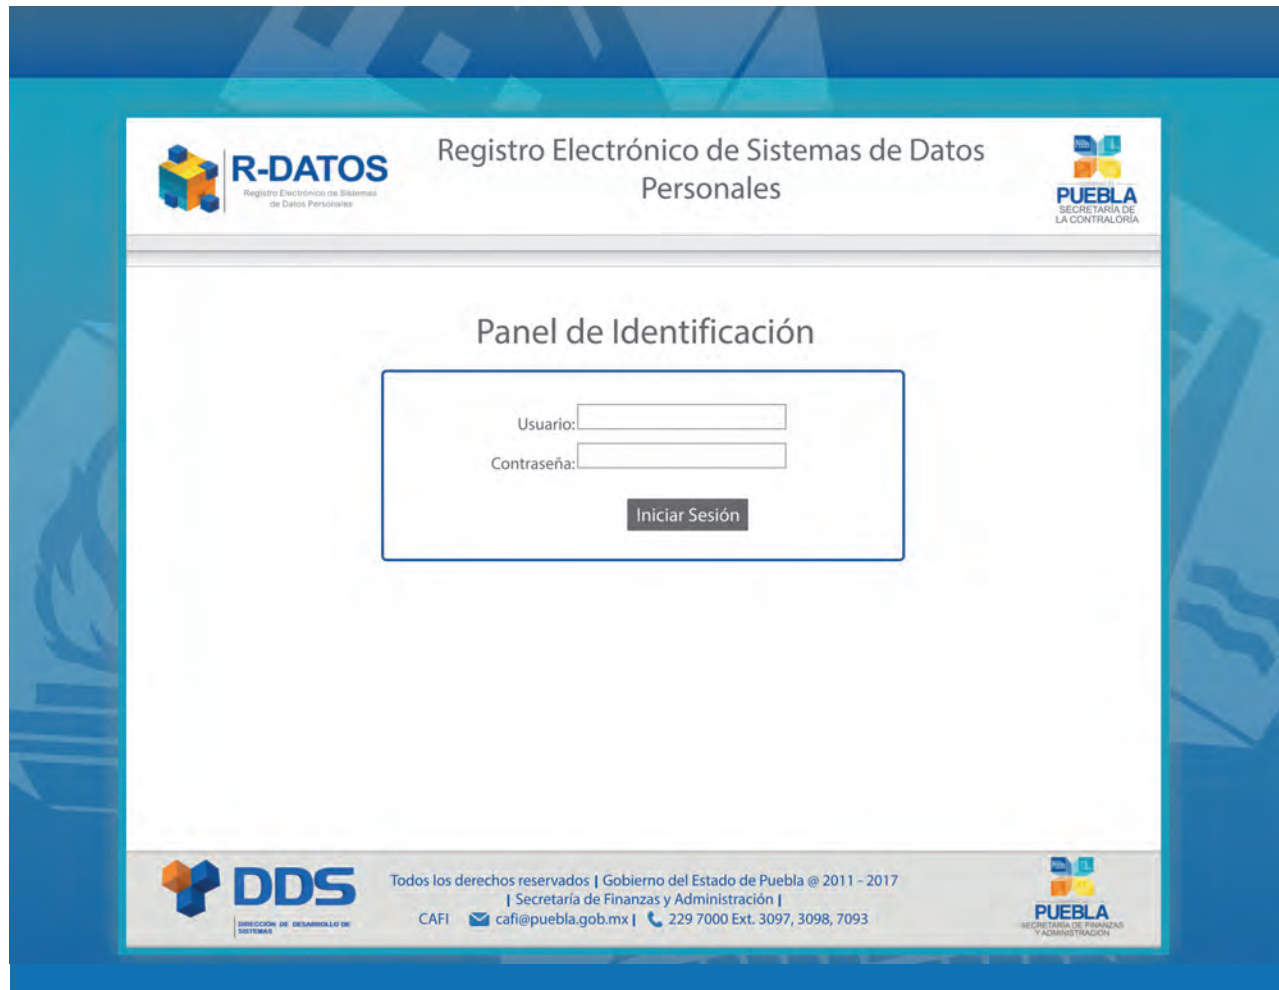 R-DATOS
Registro Electrónico de Sistemas
de Datos Personales
Registro Electrónico de Sistemas de Datos
Personales
PUEBLA
SECRETARÍA DE
LA CONTRALORÍA
Panel de Identificación
Usuario:
Contraseña:
Iniciar Sesión
DDS
DIRECCIÓN DE DESARROLLO DE
SISTEMAS
Todos los derechos reservados | Gobierno del Estado de Puebla @ 2011 - 2017
| Secretaría de Finanzas y Administración |
CAFI cafi@puebla.gob.mx | 229 7000 Ext. 3097, 3098, 7093
PUEBLA
SECRETARÍA DE FINANZAS
Y ADMINISTRACIÓN